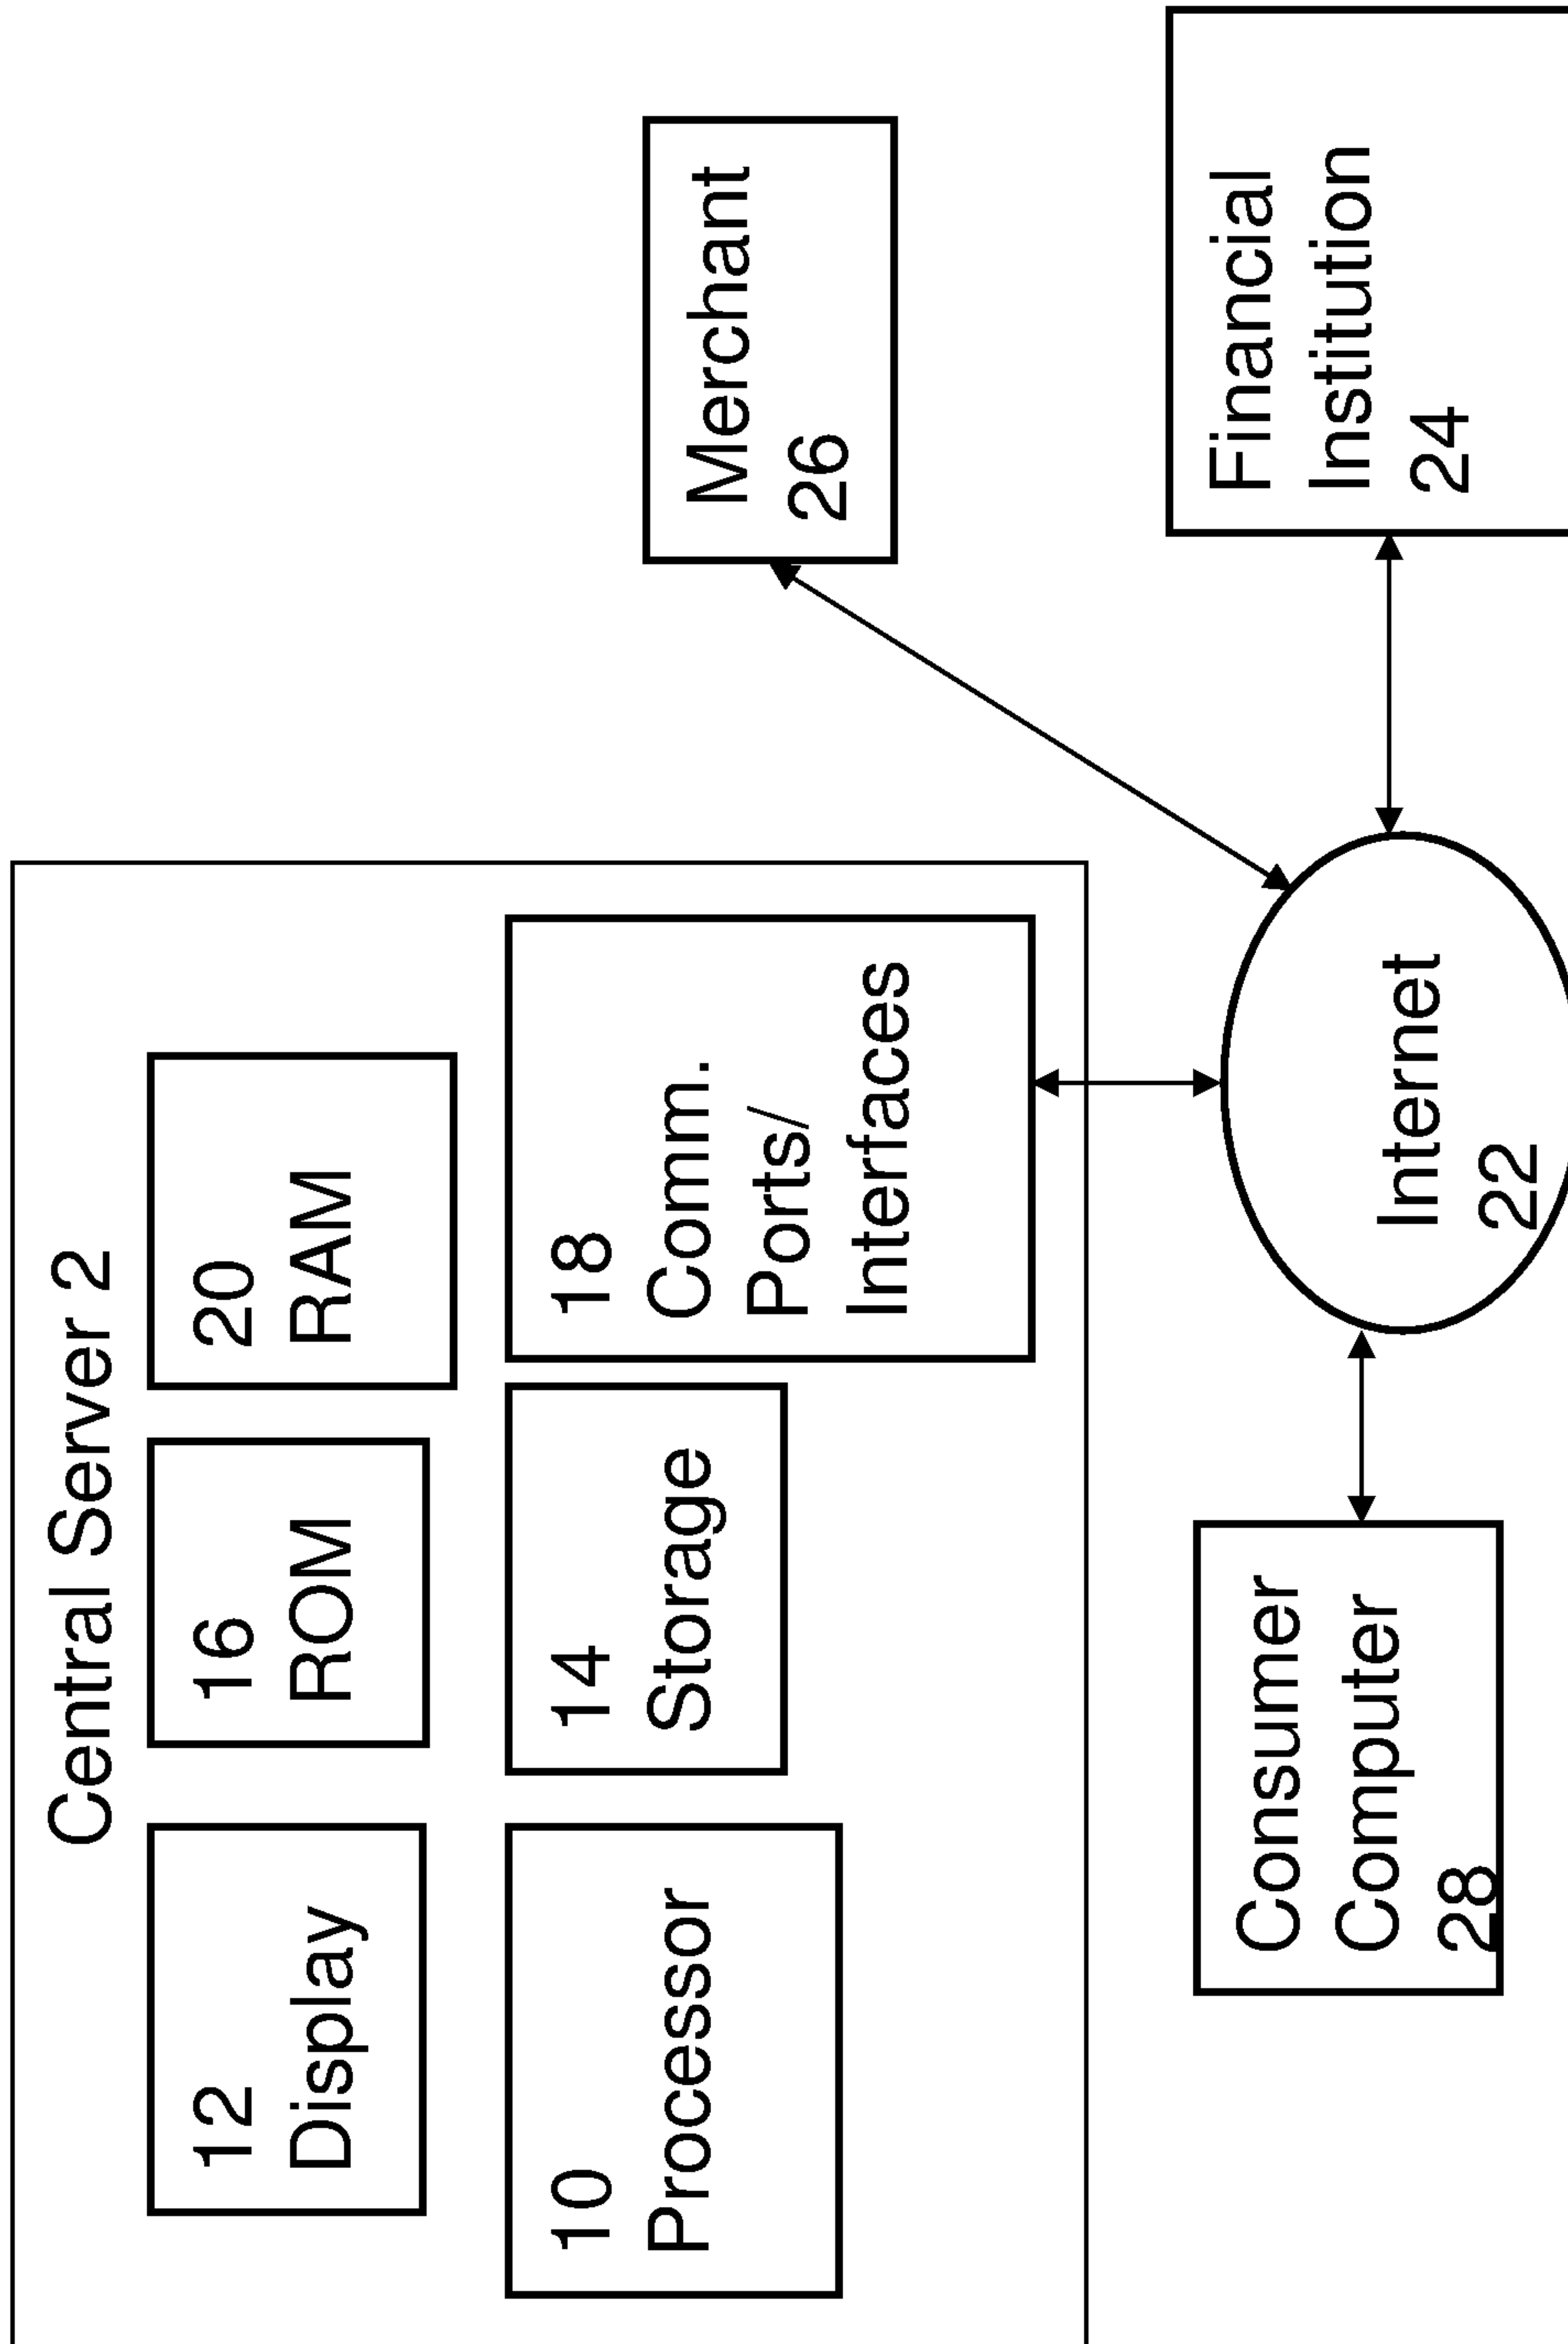 Central Server 2
12
Display
16
ROM
20
RAM
10
Processor
14
Storage
18
Comm.
Ports/
Interfaces
Merchant
26
Consumer
Computer
28
Internet
22
Financial
Institution
24